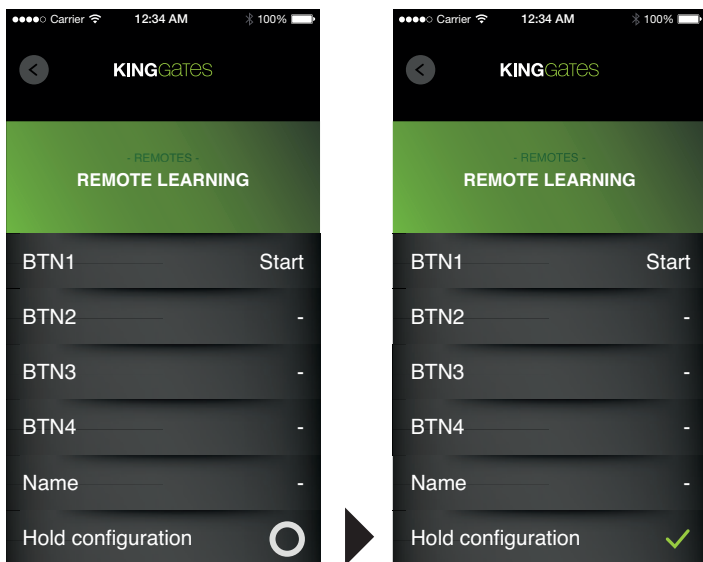 Carrier 12:34 AM 100%
KINGGates
- REMOTES -
REMOTE LEARNING
BTN1 Start
BTN2 -
BTN3 -
BTN4 -
Name -
Hold configuration
Carrier 12:34 AM 100%
KINGGates
- REMOTES -
REMOTE LEARNING
BTN1 Start
BTN2 -
BTN3 -
BTN4 -
Name -
Hold configuration